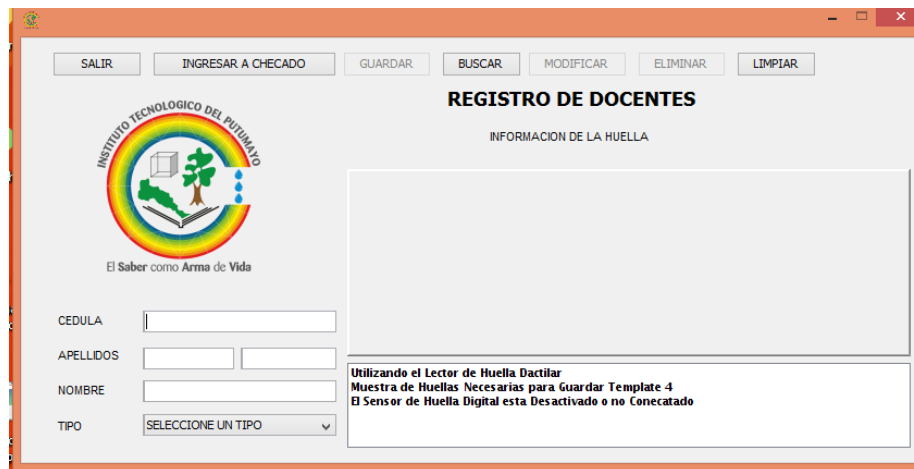 SALIR INGRESAR A CHECADO GUARDAR BUSCAR MODIFICAR ELIMINAR LIMPIAR
REGISTRO DE DOCENTES
INFORMACION DE LA HUELLA
INSTITUTO TECNOLOGICO DEL PUTUMAYO
El Saber como Arma de Vida
CEDULA
APELLIDOS
NOMBRE
TIPO SELECCIONE UN TIPO
Utilizando el Lector de Huella Dactilar
Muestra de Huellas Necesarias para Guardar Template 4
El Sensor de Huella Digital esta Desactivado o no Conecatado